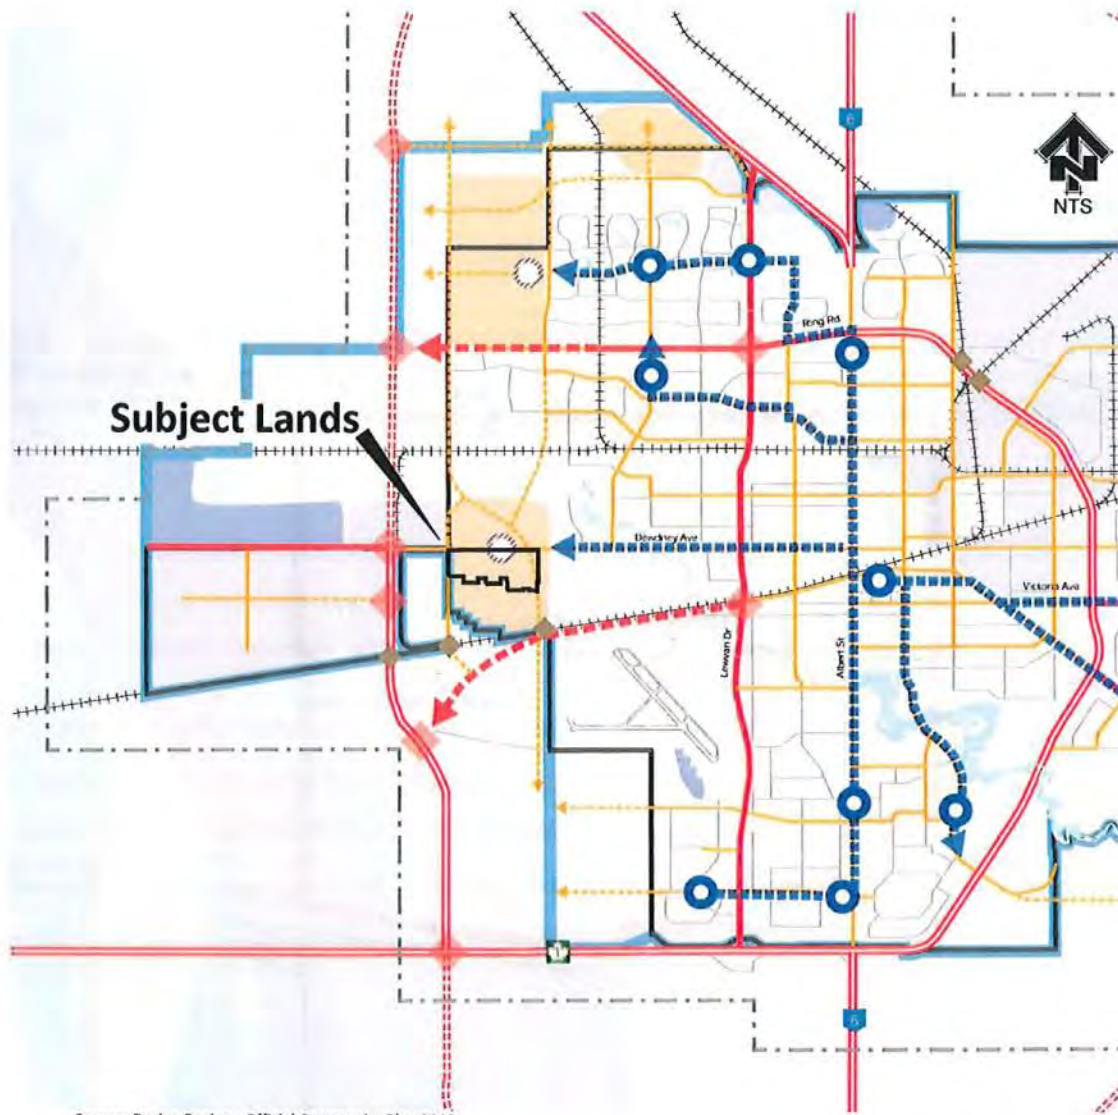 6
N
NTS
Ring Rd
Subject Lands
Dewdney Ave
Victoria Ave
Lewvan Dr
Albert St
1
6